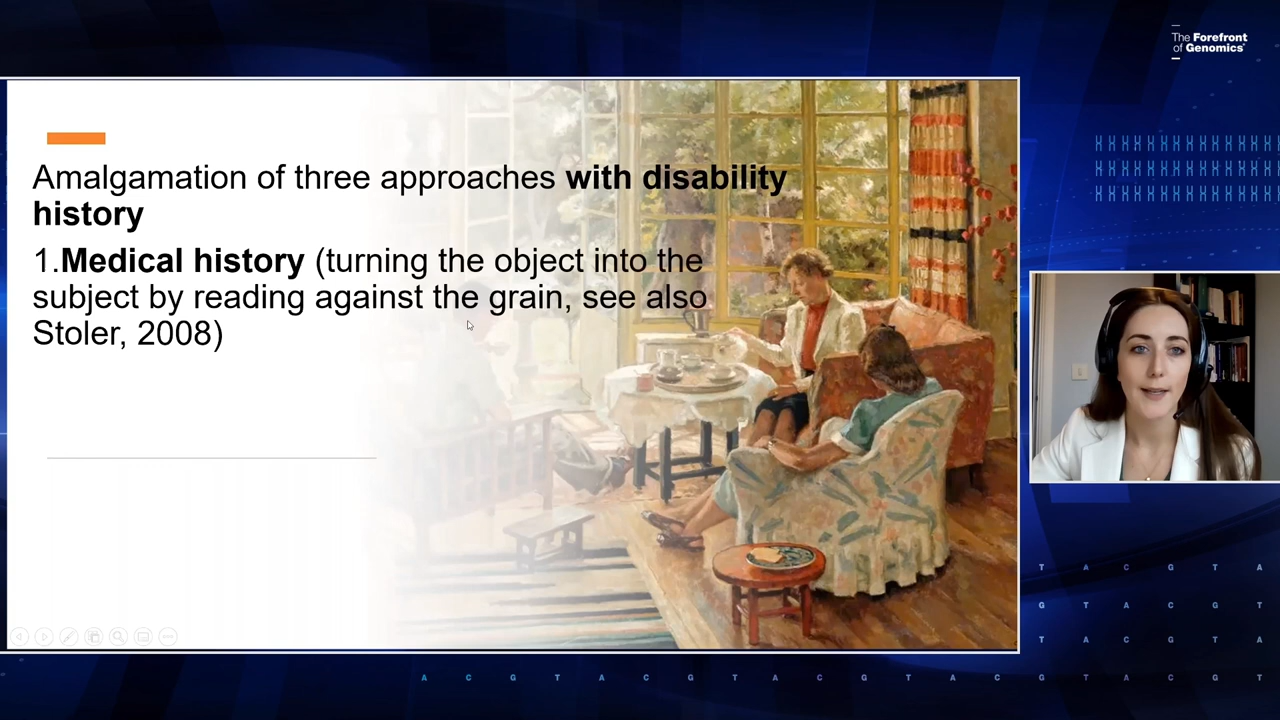 The Forefront
of Genomics®
Amalgamation of three approaches with disability
history
1.Medical history (turning the object into the
subject by reading against the grain, see also
Stoler, 2008)
T A C G T A
G T A C G T
T A C G T A
A C G T A C G T A C G T A C G T A C G T